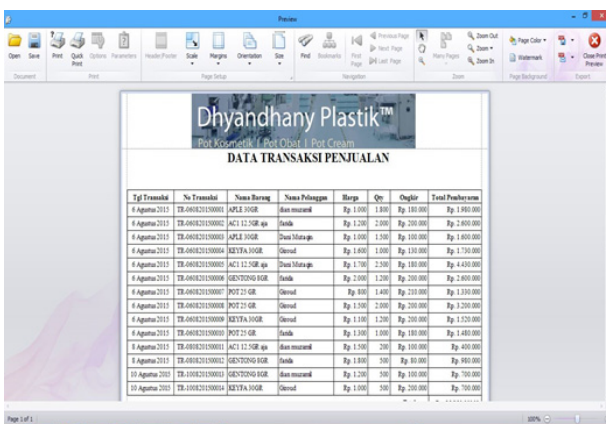 Preview
Open Save Print Quick Print Options Parameters Header/Footer Scale Margins Orientation Size Find Bookmarks First Page Previous Page Next Page Last Page Many Pages Zoom Out Zoom Zoom In Page Color Watermark Close Print Preview
Document Print Page Setup Navigation Zoom Page Background Export
Dhyandhany Plastik™
Pot Kosmetik | Pot Obat | Pot Cream
DATA TRANSAKSI PENJUALAN
Tgl Transaksi No Transaksi Nama Barang Nama Pelanggan Harga Qty Ongkir Total Pembayaran
6 Agustus 2015 TR-0608201500001 APLE 30GR dian muzamil Rp. 1.000 1.800 Rp. 180.000 Rp. 1.980.000
6 Agustus 2015 TR-0608201500002 AC1 12.5GR aja farida Rp. 1.200 2.000 Rp. 200.000 Rp. 2.600.000
6 Agustus 2015 TR-0608201500003 APLE 30GR Dani Mutaqin Rp. 1.000 1.500 Rp. 100.000 Rp. 1.600.000
6 Agustus 2015 TR-0608201500004 KEYFA 30GR Giroud Rp. 1.600 1.000 Rp. 130.000 Rp. 1.730.000
6 Agustus 2015 TR-0608201500005 AC1 12.5GR aja Dani Mutaqin Rp. 1.700 2.500 Rp. 180.000 Rp. 4.430.000
6 Agustus 2015 TR-0608201500006 GENTONG 8GR farida Rp. 2.000 1.200 Rp. 200.000 Rp. 2.600.000
6 Agustus 2015 TR-0608201500007 POT 25 GR Giroud Rp. 800 1.400 Rp. 210.000 Rp. 1.330.000
6 Agustus 2015 TR-0608201500008 POT 25 GR Giroud Rp. 1.500 2.000 Rp. 200.000 Rp. 3.200.000
6 Agustus 2015 TR-0608201500009 KEYFA 30GR Giroud Rp. 1.100 1.200 Rp. 200.000 Rp. 1.520.000
6 Agustus 2015 TR-0608201500010 POT 25 GR farida Rp. 1.300 1.000 Rp. 180.000 Rp. 1.480.000
8 Agustus 2015 TR-0808201500011 AC1 12.5GR aja dian muzamil Rp. 1.500 200 Rp. 100.000 Rp. 400.000
8 Agustus 2015 TR-0808201500012 GENTONG 8GR farida Rp. 1.800 500 Rp. 80.000 Rp. 980.000
10 Agustus 2015 TR-1008201500013 GENTONG 8GR dian muzamil Rp. 1.200 500 Rp. 100.000 Rp. 700.000
10 Agustus 2015 TR-1008201500014 KEYFA 30GR Giroud Rp. 1.000 500 Rp. 200.000 Rp. 700.000
Page 1 of 1 100%